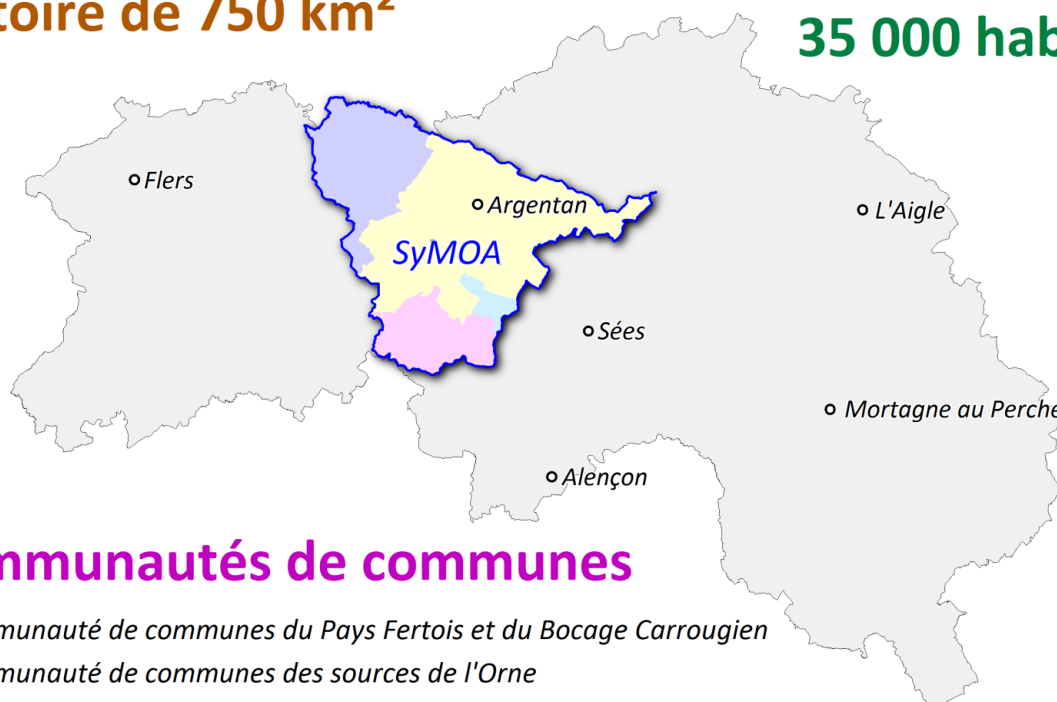 toire de 750 km²
35 000 hab
Flers
Argentan
L'Aigle
SyMOA
Sées
Mortagne au Perche
Alençon
mmunautés de communes
munauté de communes du Pays Fertois et du Bocage Carrougien
munauté de communes des sources de l'Orne